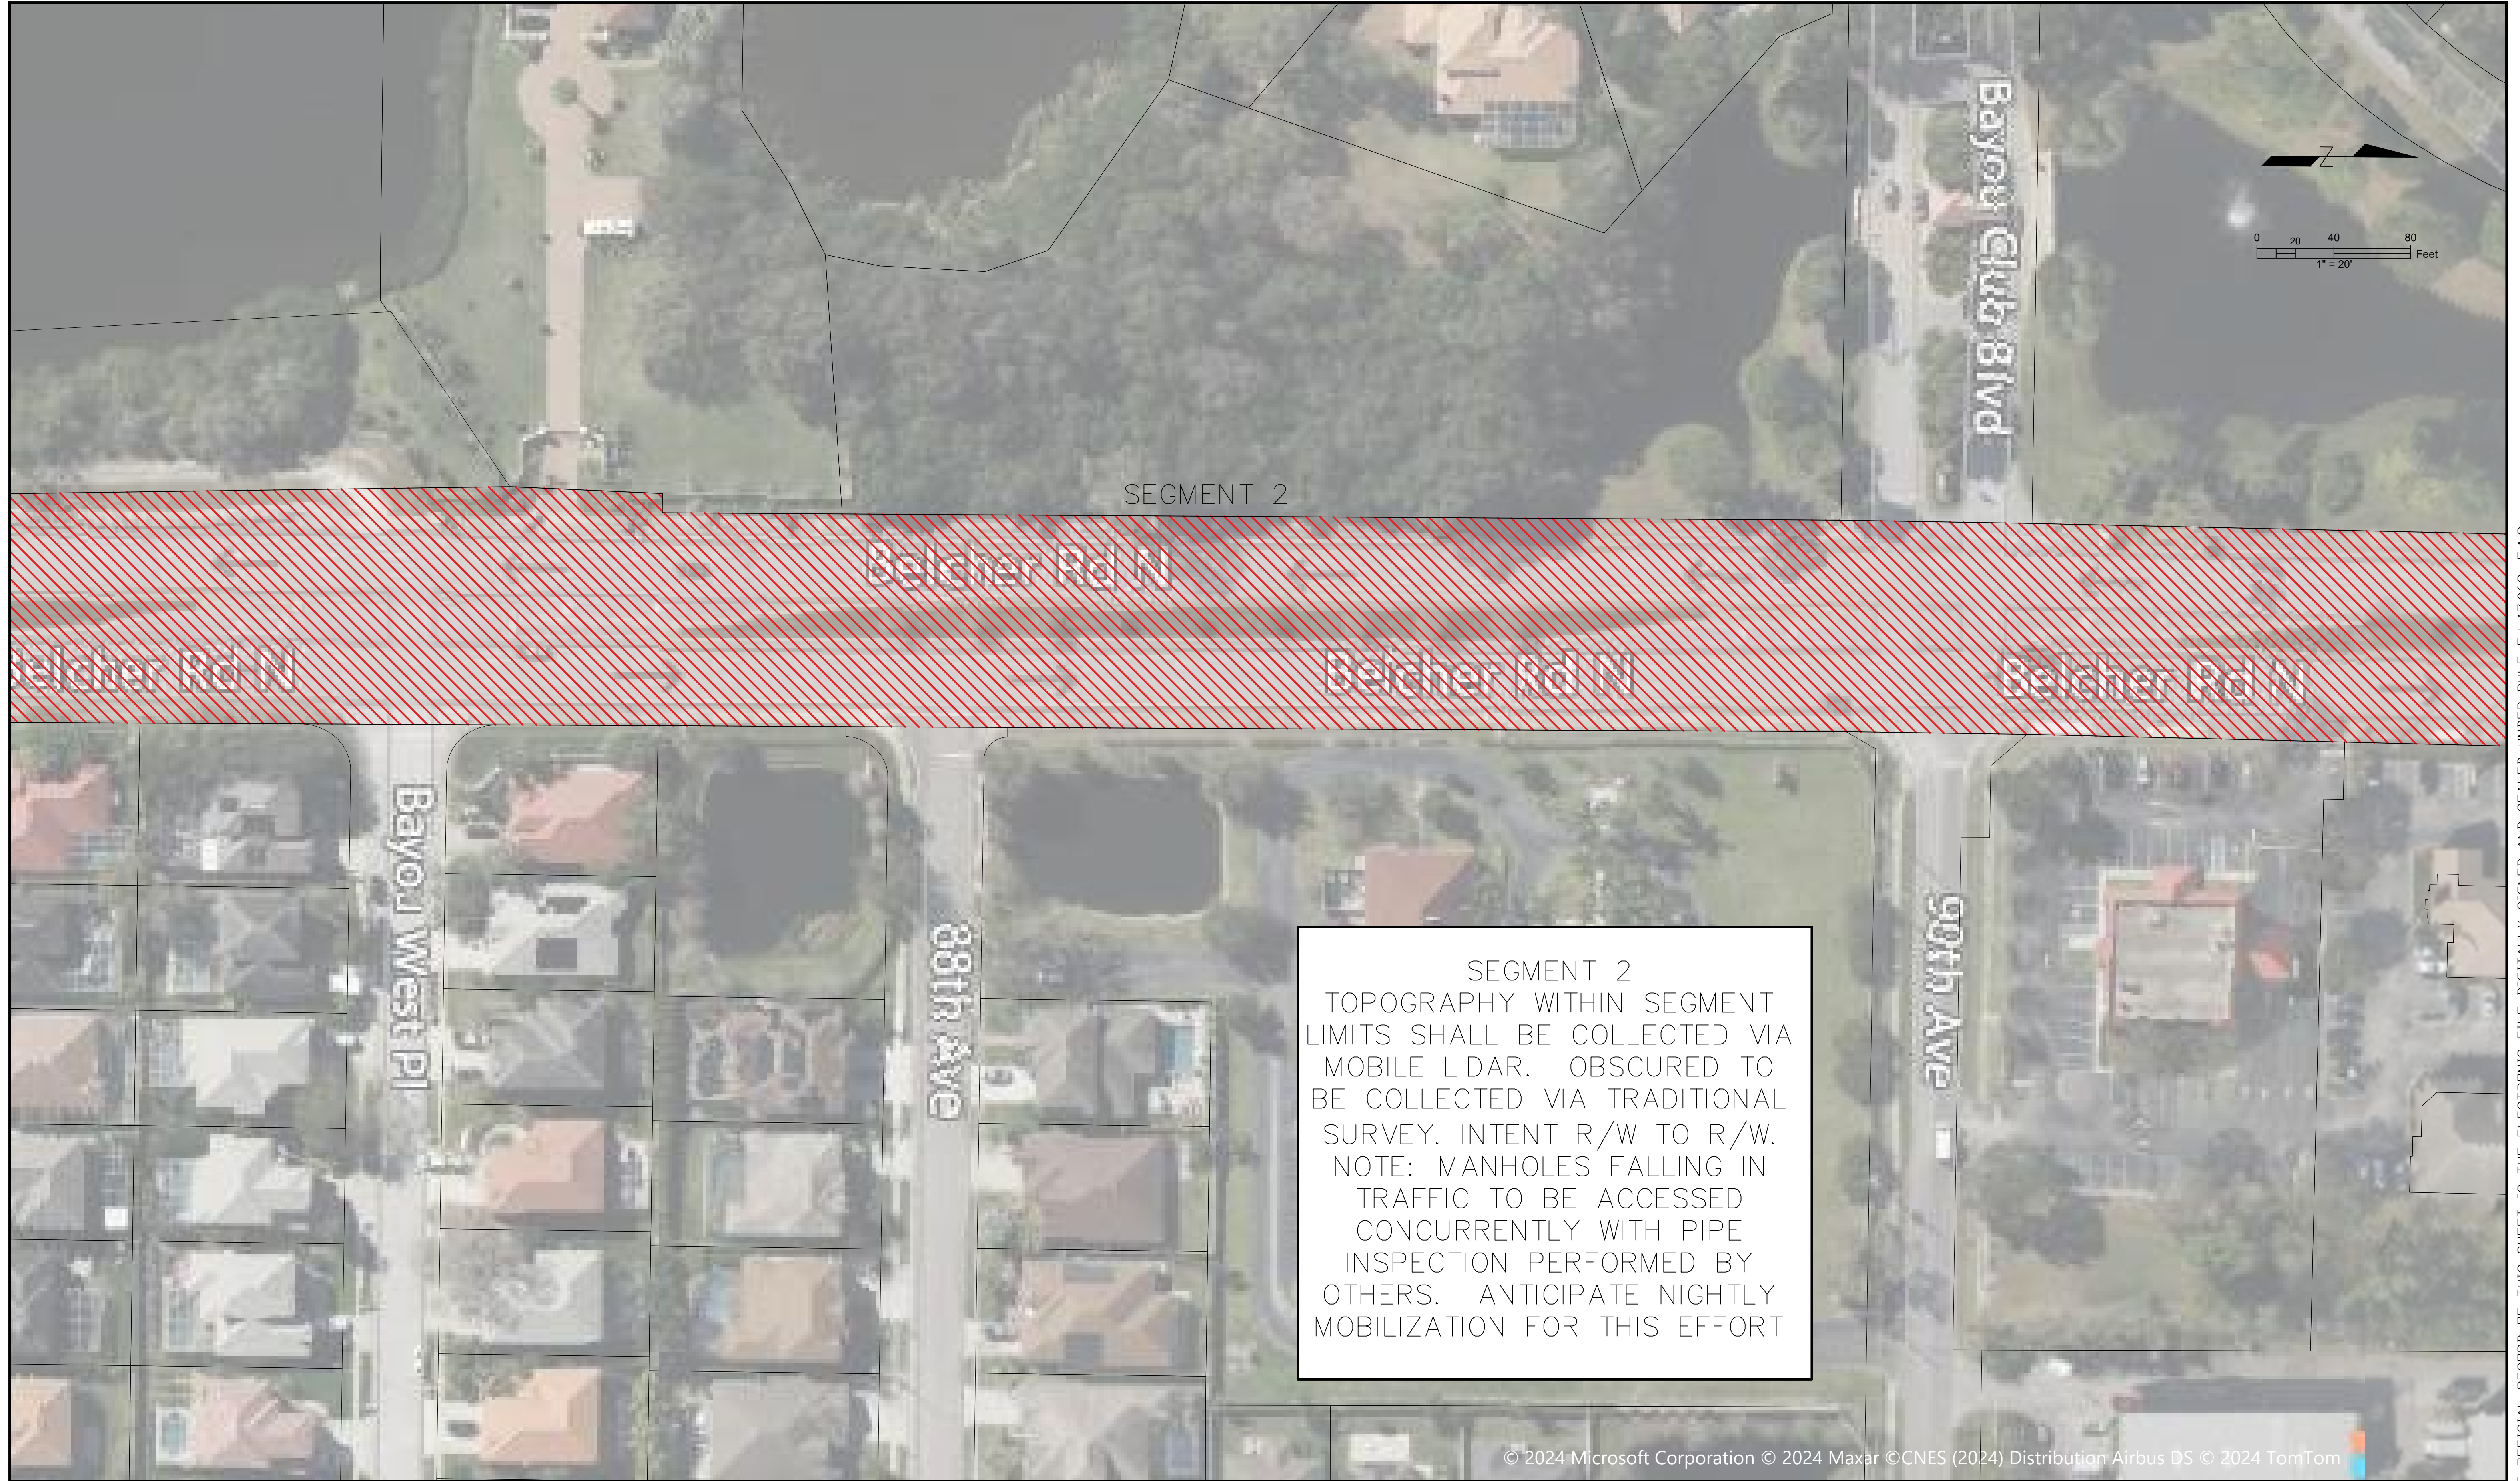 Bayou Club Blvd
Z
0 20 40 80
Feet
1" = 20'
SEGMENT 2
Belcher Rd N
Belcher Rd N
Belcher Rd N
Belcher Rd N
Bayou West Pl
88th Ave
90th Ave
SEGMENT 2
TOPOGRAPHY WITHIN SEGMENT
LIMITS SHALL BE COLLECTED VIA
MOBILE LIDAR. OBSCURED TO
BE COLLECTED VIA TRADITIONAL
SURVEY. INTENT R/W TO R/W.
NOTE: MANHOLES FALLING IN
TRAFFIC TO BE ACCESSED
CONCURRENTLY WITH PIPE
INSPECTION PERFORMED BY
OTHERS. ANTICIPATE NIGHTLY
MOBILIZATION FOR THIS EFFORT
© 2024 Microsoft Corporation © 2024 Maxar ©CNES (2024) Distribution Airbus DS © 2024 TomTom